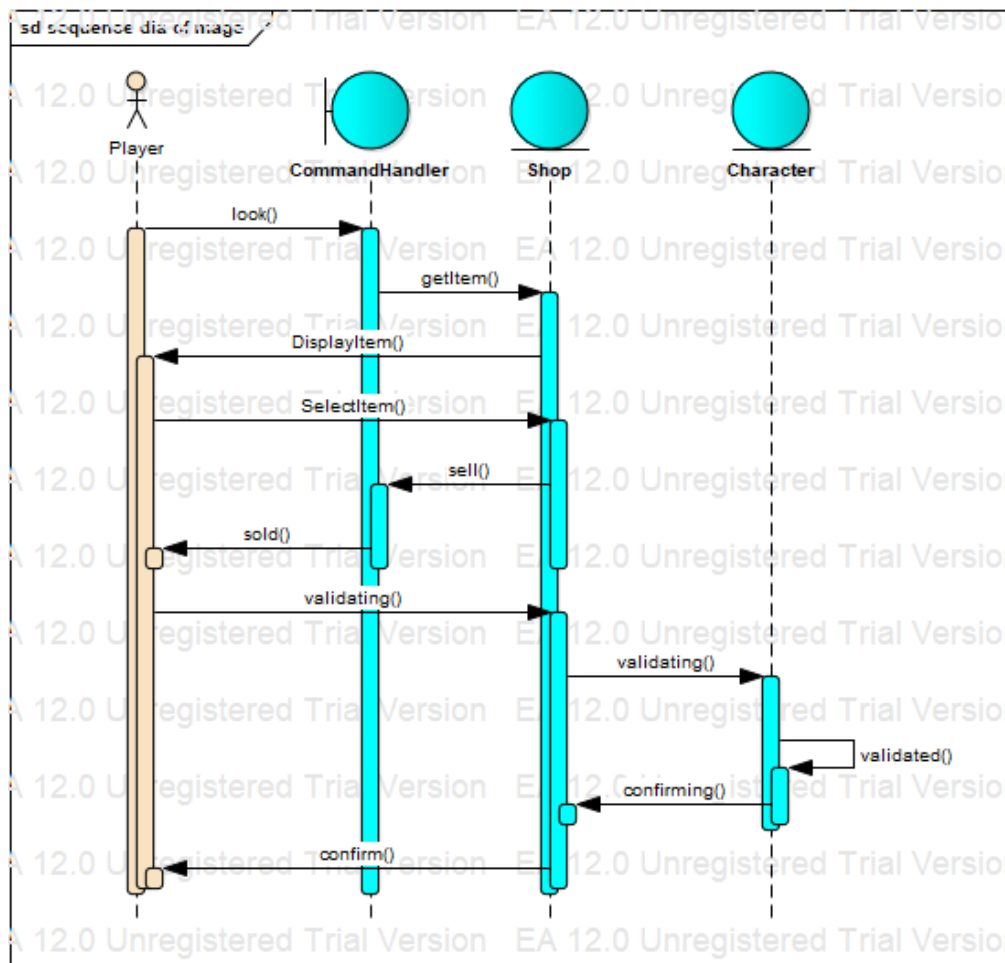 sd sequence dia of mage
Player
CommandHandler
Shop
Character
look()
getItem()
DisplayItem()
SelectItem()
sell()
sold()
validating()
validating()
validated()
confirming()
confirm()
EA 12.0 Unregistered Trial Version